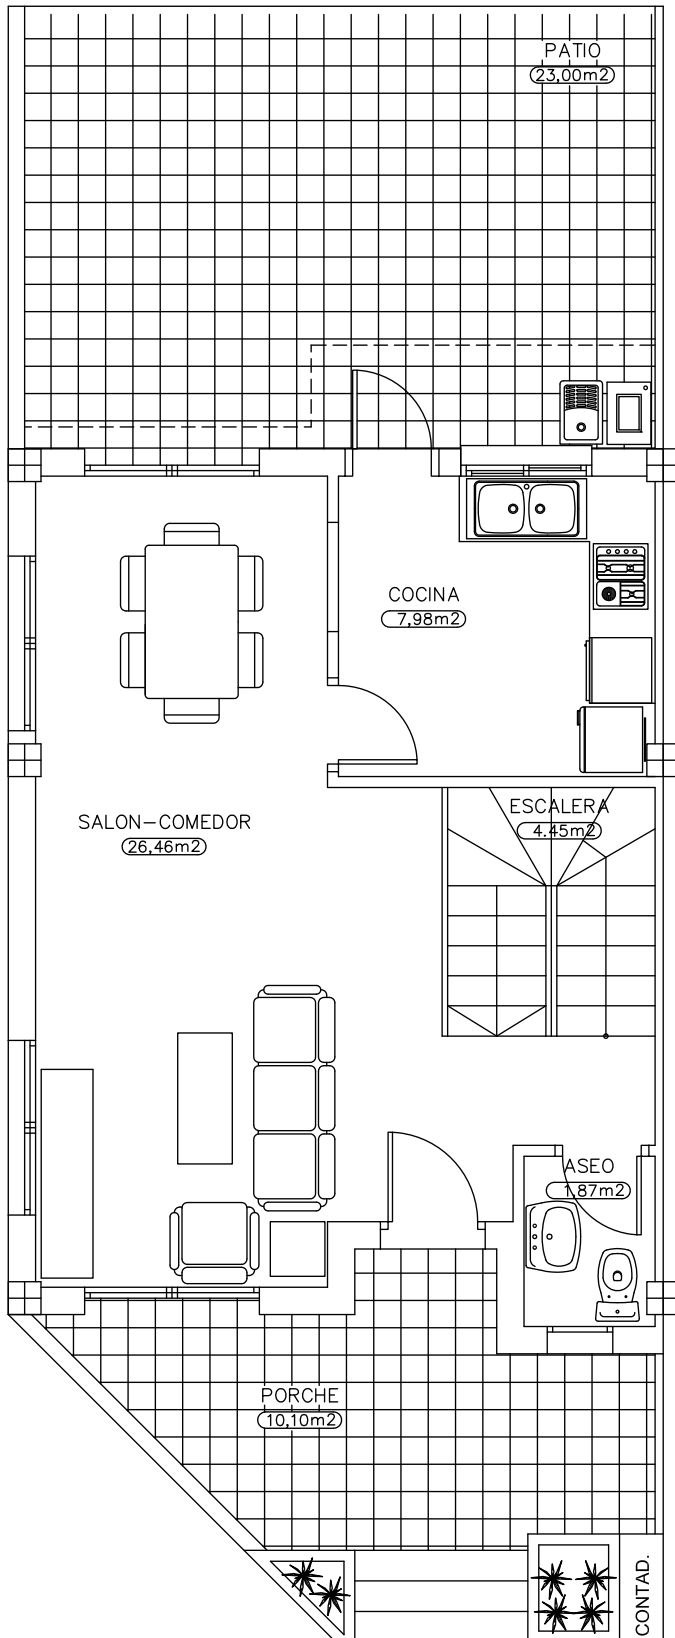 PATIO
23,00m2
COCINA
7,98m2
ESCALERA
4.45m2
SALON-COMEDOR
26,46m2
ASEO
1,87m2
PORCHE
10,10m2
CONTAD.